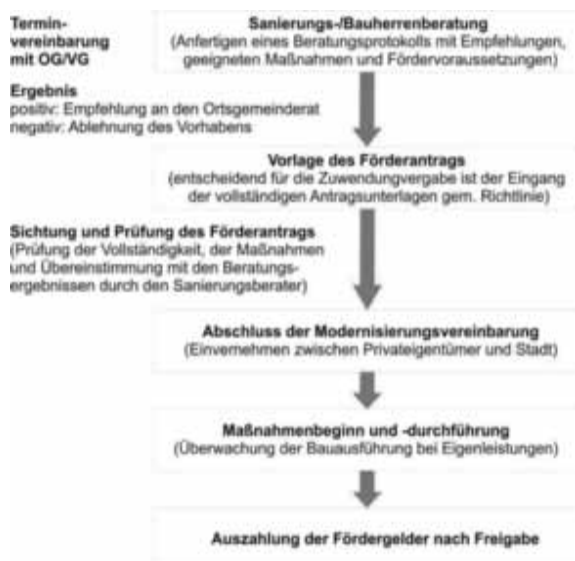 Termin-
vereinbarung
mit OG/VG
Sanierungs-/Bauherrenberatung
(Anfertigen eines Beratungsprotokolls mit Empfehlungen,
geeigneten Maßnahmen und Fördervoraussetzungen)
Ergebnis
positiv: Empfehlung an den Ortsgemeinderat
negativ: Ablehnung des Vorhabens
Vorlage des Förderantrags
(entscheidend für die Zuwendungvergabe ist der Eingang
der vollständigen Antragsunterlagen gem. Richtlinie)
Sichtung und Prüfung des Förderantrags
(Prüfung der Vollständigkeit, der Maßnahmen
und Übereinstimmung mit den Beratungs-
ergebnissen durch den Sanierungsberater)
Abschluss der Modernisierungsvereinbarung
(Einvernehmen zwischen Privateigentümer und Stadt)
Maßnahmenbeginn und -durchführung
(Überwachung der Bauausführung bei Eigenleistungen)
Auszahlung der Fördergelder nach Freigabe